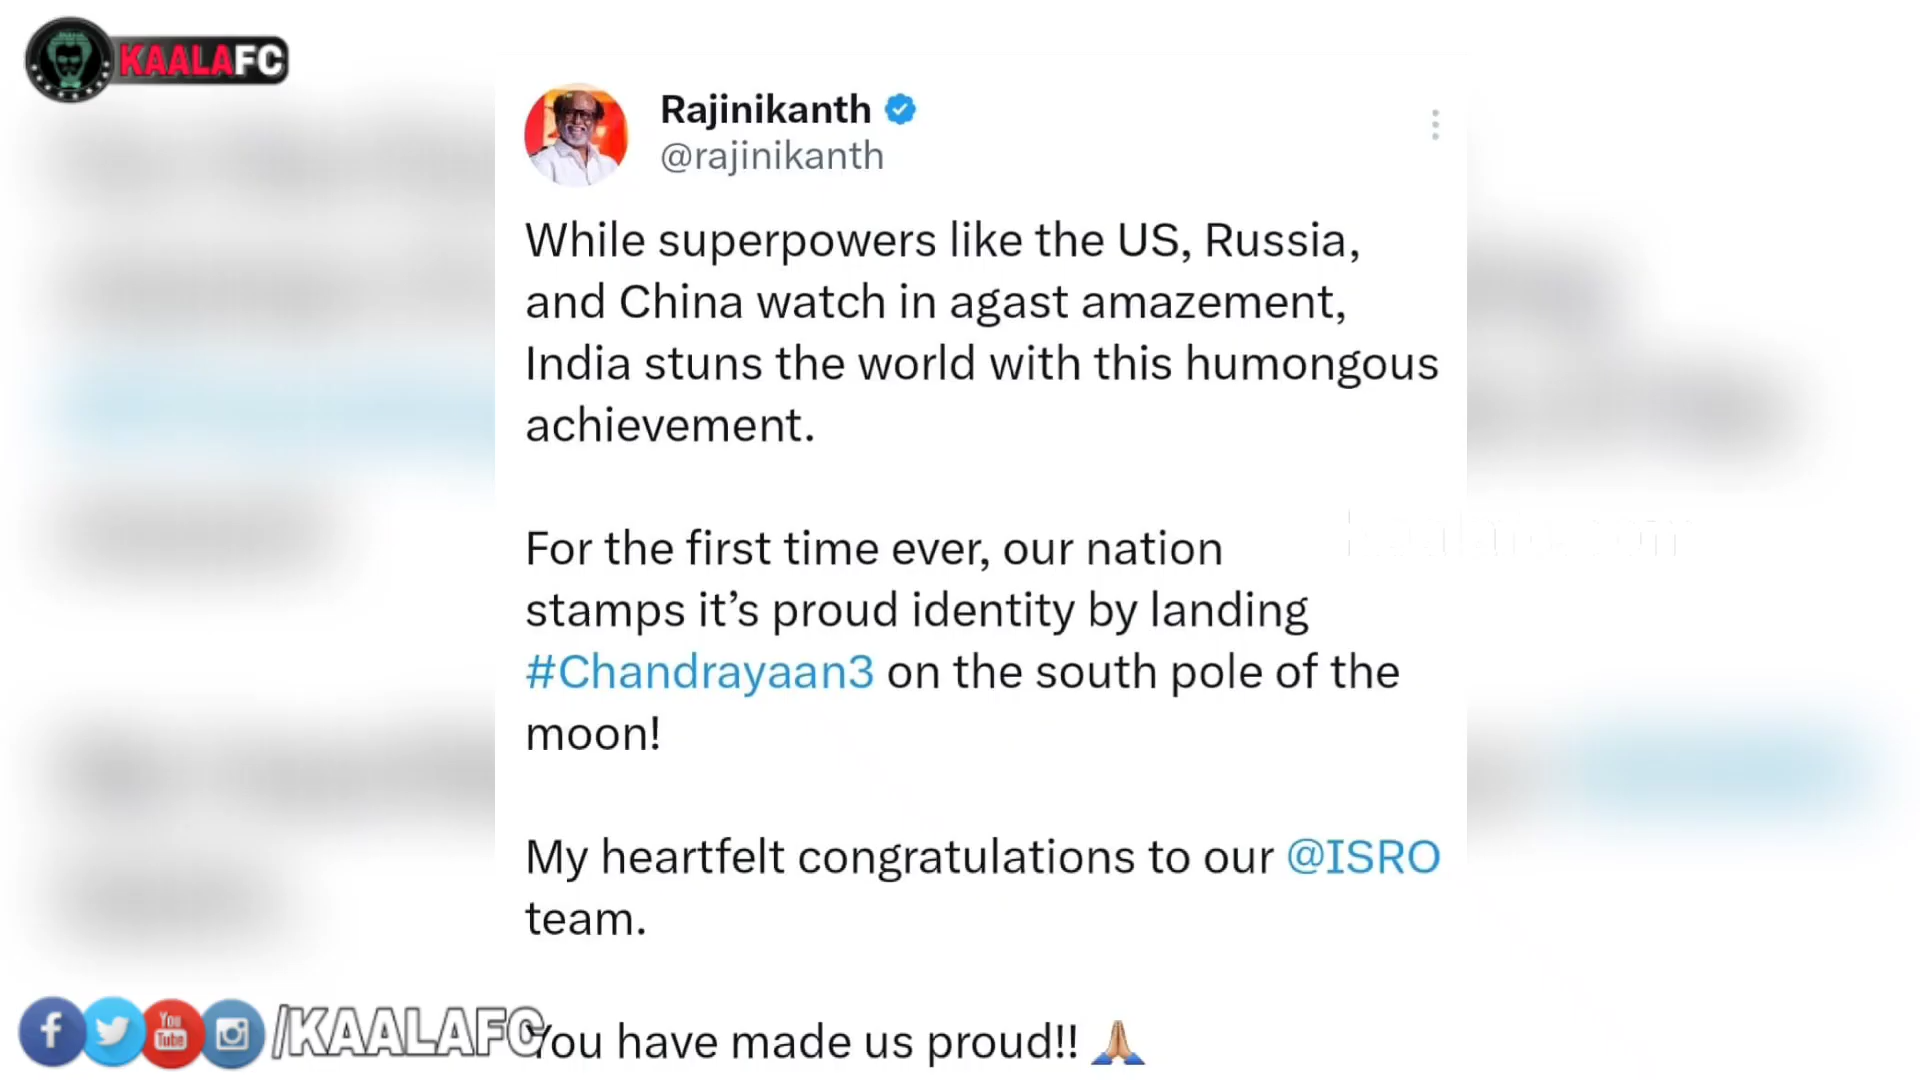 KAALAFC
Rajinikanth
@rajinikanth
While superpowers like the US, Russia,
and China watch in agast amazement,
India stuns the world with this humongous
achievement.
For the first time ever, our nation
stamps it’s proud identity by landing
#Chandrayaan3 on the south pole of the
moon!
My heartfelt congratulations to our @ISRO
team.
You have made us proud!! 🙏
You
Tube
/KAALAFC